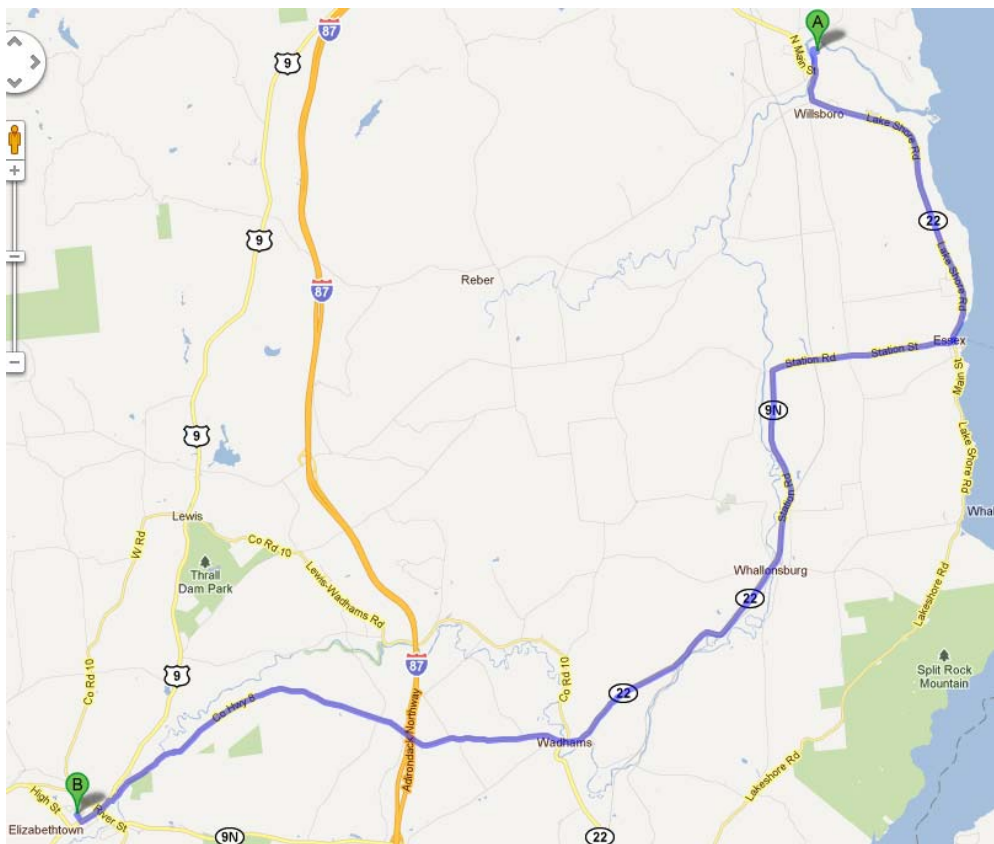 87
9
A
N Main St
Willsboro
Lake Shore Rd
22
9
87
Reber
Lake Shore Rd
Essex
Station Rd
Station St
Main St
9N
9
Lake Shore Rd
Station Rd
Whal
Lewis
Co Rd 10
W Rd
Thrall
Dam Park
Lewis-Wadhams Rd
Whallonsburg
22
Lakeshore Rd
87
Co Rd 10
9
Co Rd 10
Split Rock
Mountain
22
Co Hwy 8
Adirondack Northway
Wadhams
Lakeshore Rd
B
High St
River St
Elizabethtown
9N
22